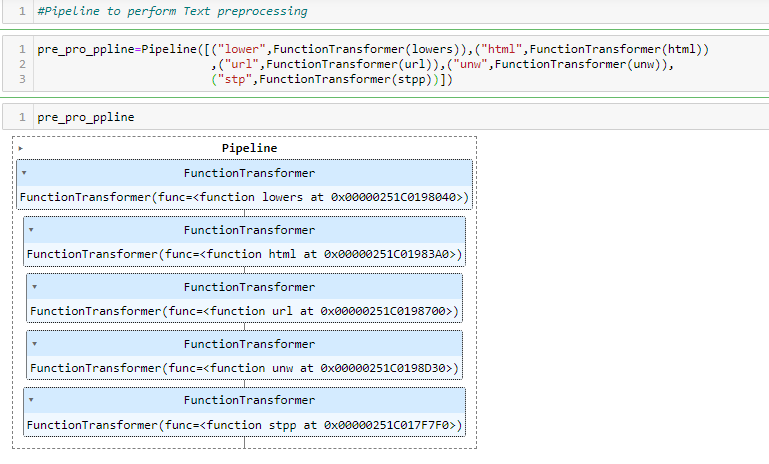 1 #Pipeline to perform Text preprocessing
1 pre_pro_ppline=Pipeline([("lower",FunctionTransformer(lowers)),("html",FunctionTransformer(html))
2 ,("url",FunctionTransformer(url)),("unw",FunctionTransformer(unw)),
3 ("stp",FunctionTransformer(stpp))])
1 pre_pro_ppline
Pipeline
FunctionTransformer
FunctionTransformer(func=<function lowers at 0x00000251C0198040>)
FunctionTransformer
FunctionTransformer(func=<function html at 0x00000251C01983A0>)
FunctionTransformer
FunctionTransformer(func=<function url at 0x00000251C0198700>)
FunctionTransformer
FunctionTransformer(func=<function unw at 0x00000251C0198D30>)
FunctionTransformer
FunctionTransformer(func=<function stpp at 0x00000251C017F7F0>)